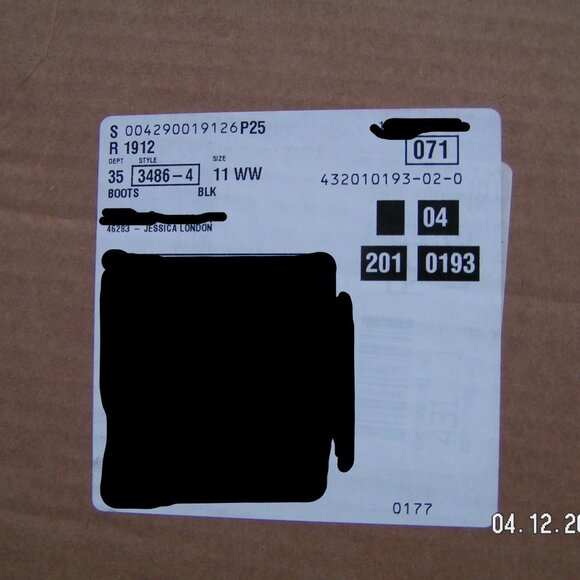 S 004290019126P25
R 1912
071
DEPT STYLE SIZE
35 3486-4 11 WW
432010193-02-0
BOOTS BLK
04
46283 - JESSICA LONDON
201 0193
0177
04.12.20